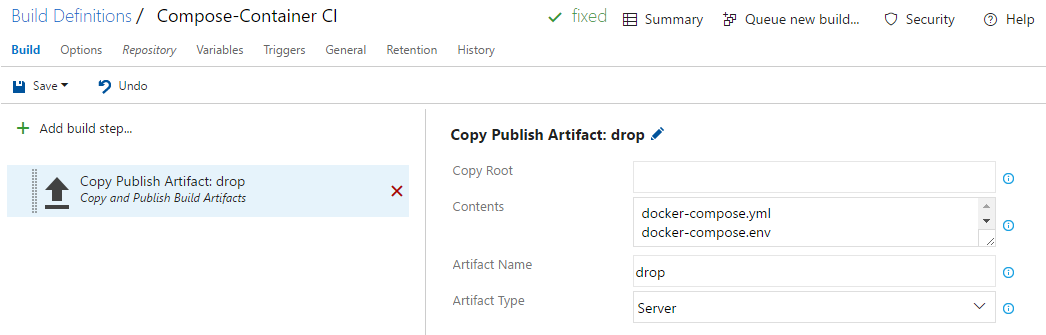 Build Definitions / Compose-Container CI
fixed
Summary
Queue new build...
Security
Help
Build Options Repository Variables Triggers General Retention History
Save Undo
Add build step...
Copy Publish Artifact: drop
Copy and Publish Build Artifacts
Copy Publish Artifact: drop
Copy Root
Contents
docker-compose.yml
docker-compose.env
Artifact Name
drop
Artifact Type
Server